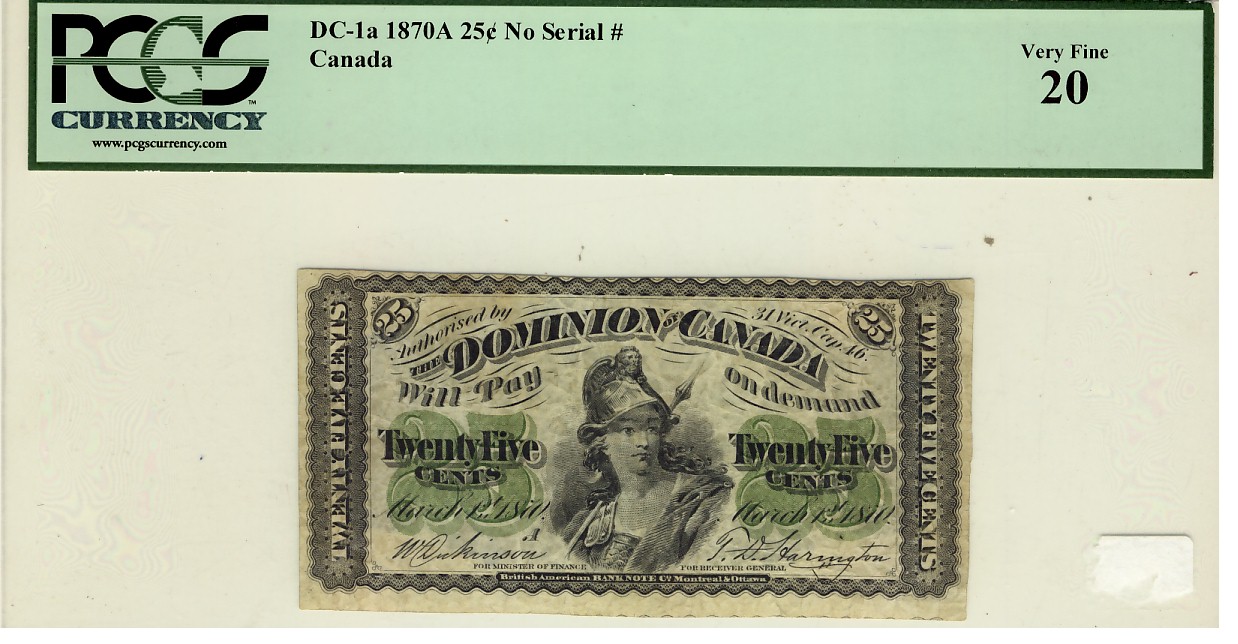 PCGS
™
CURRENCY
www.pcgscurrency.com
DC-1a 1870A 25¢ No Serial #
Canada
Very Fine
20
25
Authorised by
31 Vict. Cap. 46.
25
THE DOMINION OF CANADA
Will Pay
on demand
TWENTY FIVE CENTS
TWENTY FIVE CENTS
25
25
Twenty Five
CENTS
Twenty Five
CENTS
March 1st 1870.
March 1st 1870.
A
W Dickinson
T. D. Harington
FOR MINISTER OF FINANCE
FOR RECEIVER GENERAL
British American BANK NOTE Co Montreal & Ottawa